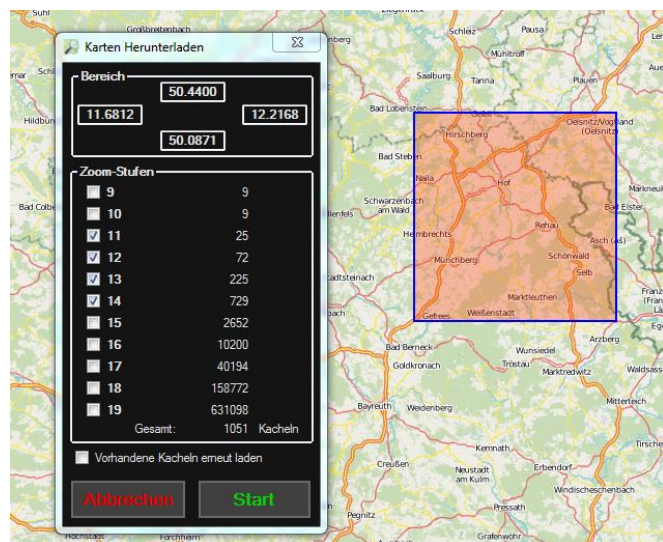 Suhl
Großbreitenbach
Schleiz
Pausa
Karten Herunterladen
Mühltroff
Saalburg
Tanna
Plauen
Bereich
50.4400
11.6812
12.2168
50.0871
Bad Lobenstein
Gefell
Oelsnitz/Vogtland
(Oelsnitz)
Hirschberg
Bad Steben
Zoom-Stufen
9 9
10 9
11 25
12 72
13 225
14 729
15 2652
16 10200
17 40194
18 158772
19 631098
Gesamt: 1051 Kacheln
Vorhandene Kacheln erneut laden
Abbrechen
Start
Naila
Hof
Schwarzenbach
am Wald
Bad Elster
Helmbrechts
Rehau
Asch (aš)
Münchberg
Schönwald
Selb
Marktleuthen
Gefrees
Weißenstadt
Bad Berneck
Arzberg
Wunsiedel
Goldkronach
Tröstau
Marktredwitz
Waldsass
Bayreuth
Weidenberg
Mitterteich
Kemnath
Creußen
Neustadt
am Kulm
Erbendorf
Windischeschenbach
Pressath
Pegnitz
Grafenwöhr
Forchheim